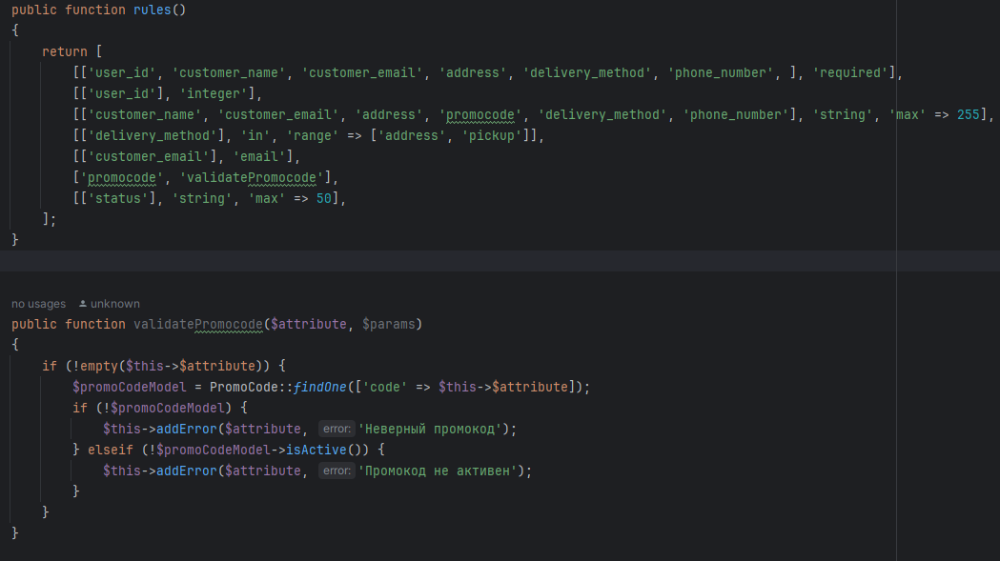 public function rules()
{
    return [
        [['user_id', 'customer_name', 'customer_email', 'address', 'delivery_method', 'phone_number', ], 'required'],
        [['user_id'], 'integer'],
        [['customer_name', 'customer_email', 'address', 'promocode', 'delivery_method', 'phone_number'], 'string', 'max' => 255],
        [['delivery_method'], 'in', 'range' => ['address', 'pickup']],
        [['customer_email'], 'email'],
        ['promocode', 'validatePromocode'],
        [['status'], 'string', 'max' => 50],
    ];
}
no usages unknown
public function validatePromocode($attribute, $params)
{
    if (!empty($this->$attribute)) {
        $promoCodeModel = PromoCode::findOne(['code' => $this->$attribute]);
        if (!$promoCodeModel) {
            $this->addError($attribute, error: 'Неверный промокод');
        } elseif (!$promoCodeModel->isActive()) {
            $this->addError($attribute, error: 'Промокод не активен');
        }
    }
}